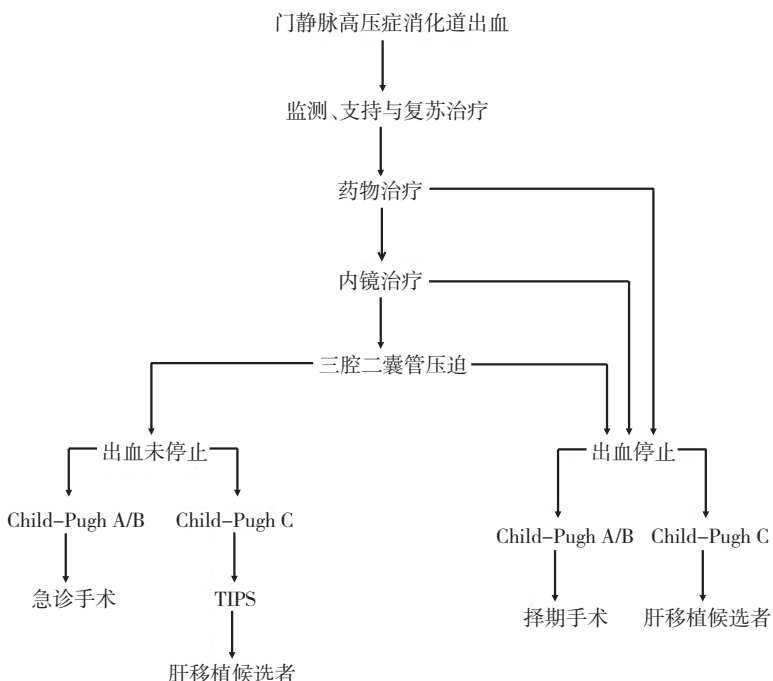 门静脉高压症消化道出血
监测、支持与复苏治疗
药物治疗
内镜治疗
三腔二囊管压迫
出血未停止
出血停止
Child-Pugh A/B
Child-Pugh C
Child-Pugh A/B
Child-Pugh C
急诊手术
TIPS
择期手术
肝移植候选者
肝移植候选者